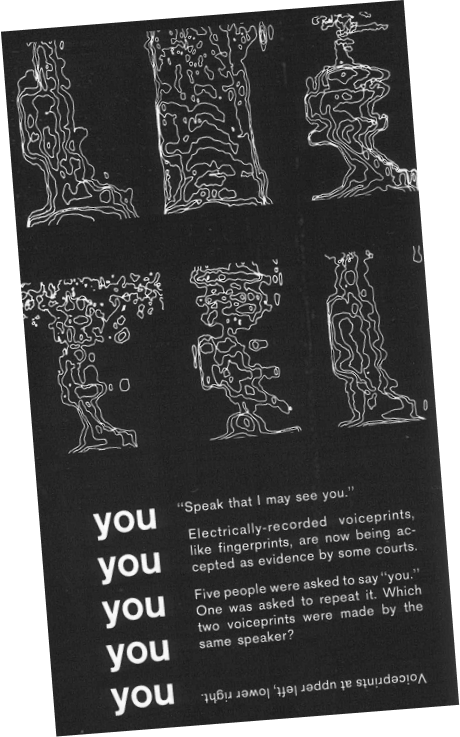 you
you
you
you
you
"Speak that I may see you."
Electrically-recorded voiceprints,
like fingerprints, are now being ac-
cepted as evidence by some courts.
Five people were asked to say "you."
One was asked to repeat it. Which
two voiceprints were made by the
same speaker?
Voiceprints at upper left, lower right.